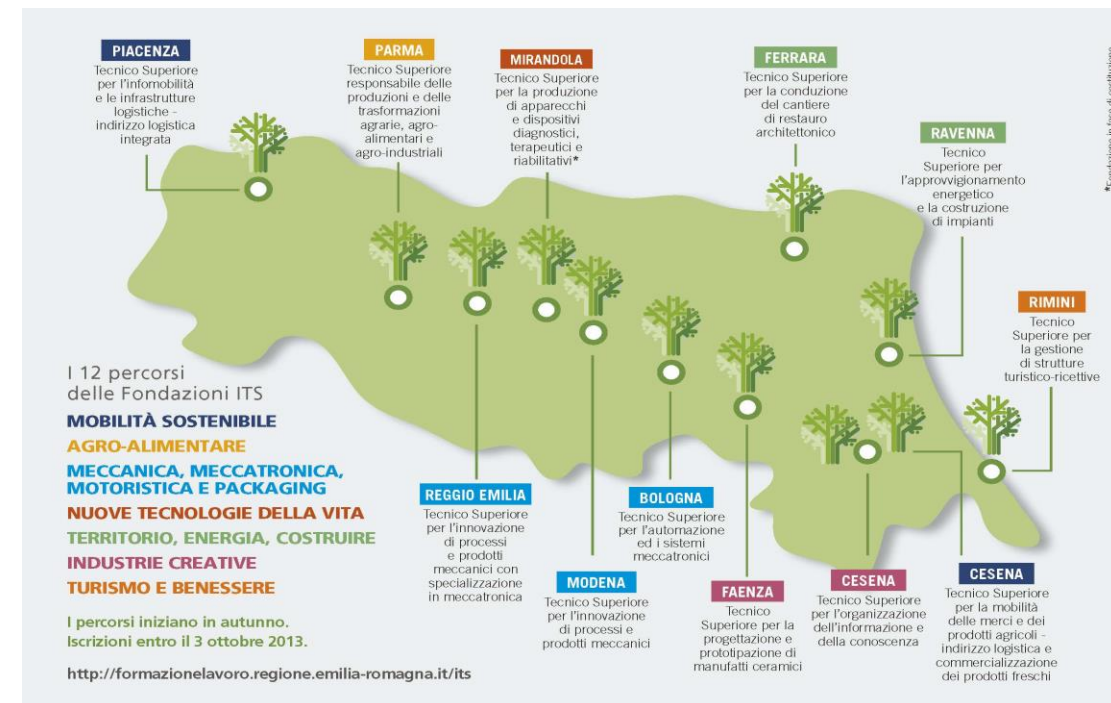 PIACENZA
Tecnico Superiore
per l'infomobilità
e le infrastrutture
logistiche -
indirizzo logistica
integrata
PARMA
Tecnico Superiore
responsabile delle
produzioni e delle
trasformazioni
agrarie, agro-
alimentari e
agro-industriali
MIRANDOLA
Tecnico Superiore
per la produzione
di apparecchi
e dispositivi
diagnostici,
terapeutici e
riabilitativi*
FERRARA
Tecnico Superiore
per la conduzione
del cantiere
di restauro
architettonico
RAVENNA
Tecnico
Superiore per
l'approvvigionamento
energetico
e la costruzione
di impianti
RIMINI
Tecnico
Superiore per
la gestione
di strutture
turistico-ricettive
*Fondazione in fase di costituzione
I 12 percorsi
delle Fondazioni ITS
MOBILITÀ SOSTENIBILE
AGRO-ALIMENTARE
MECCANICA, MECCATRONICA,
MOTORISTICA E PACKAGING
NUOVE TECNOLOGIE DELLA VITA
TERRITORIO, ENERGIA, COSTRUIRE
INDUSTRIE CREATIVE
TURISMO E BENESSERE
I percorsi iniziano in autunno.
Iscrizioni entro il 3 ottobre 2013.
http://formazionelavoro.regione.emilia-romagna.it/its
REGGIO EMILIA
Tecnico Superiore
per l'innovazione
di processi
e prodotti
meccanici con
specializzazione
in meccatronica
MODENA
Tecnico Superiore
per l'innovazione
di processi e
prodotti meccanici
BOLOGNA
Tecnico Superiore
per l'automazione
ed i sistemi
meccatronici
FAENZA
Tecnico
Superiore per la
progettazione e
prototipazione di
manufatti ceramici
CESENA
Tecnico Superiore
per l'organizzazione
dell'informazione e
della conoscenza
CESENA
Tecnico Superiore
per la mobilità
delle merci e dei
prodotti agricoli -
indirizzo logistica e
commercializzazione
dei prodotti freschi